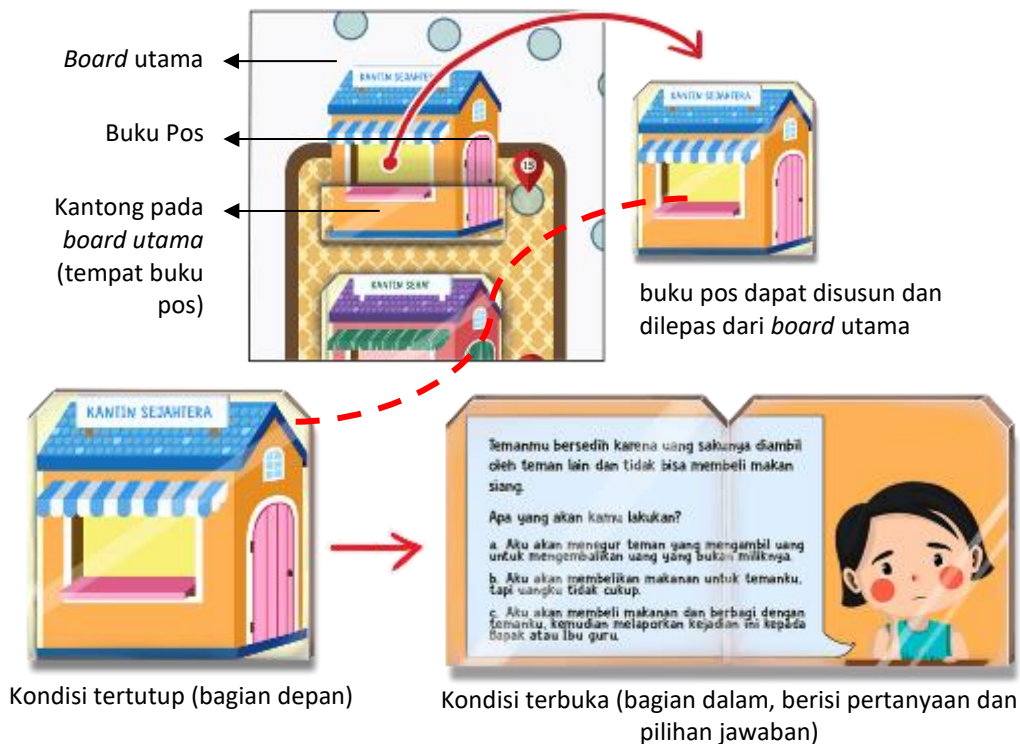 Board utama
Buku Pos
Kantong pada
board utama
(tempat buku
pos)
KANTIN SEJAHTERA
15
KANTIN SEHAT
KANTIN SEJAHTERA
buku pos dapat disusun dan
dilepas dari board utama
KANTIN SEJAHTERA
Kondisi tertutup (bagian depan)
Temanmu bersedih karena uang sakunya diambil
oleh teman lain dan tidak bisa membeli makan
siang.
Apa yang akan kamu lakukan?
a. Aku akan menegur teman yang mengambil uang
untuk mengembalikan uang yang bukan miliknya.
b. Aku akan membelikan makanan untuk temanku,
tapi uangku tidak cukup.
c. Aku akan membeli makanan dan berbagi dengan
temanku, kemudian melaporkan kejadian ini kepada
Bapak atau Ibu guru.
Kondisi terbuka (bagian dalam, berisi pertanyaan dan
pilihan jawaban)